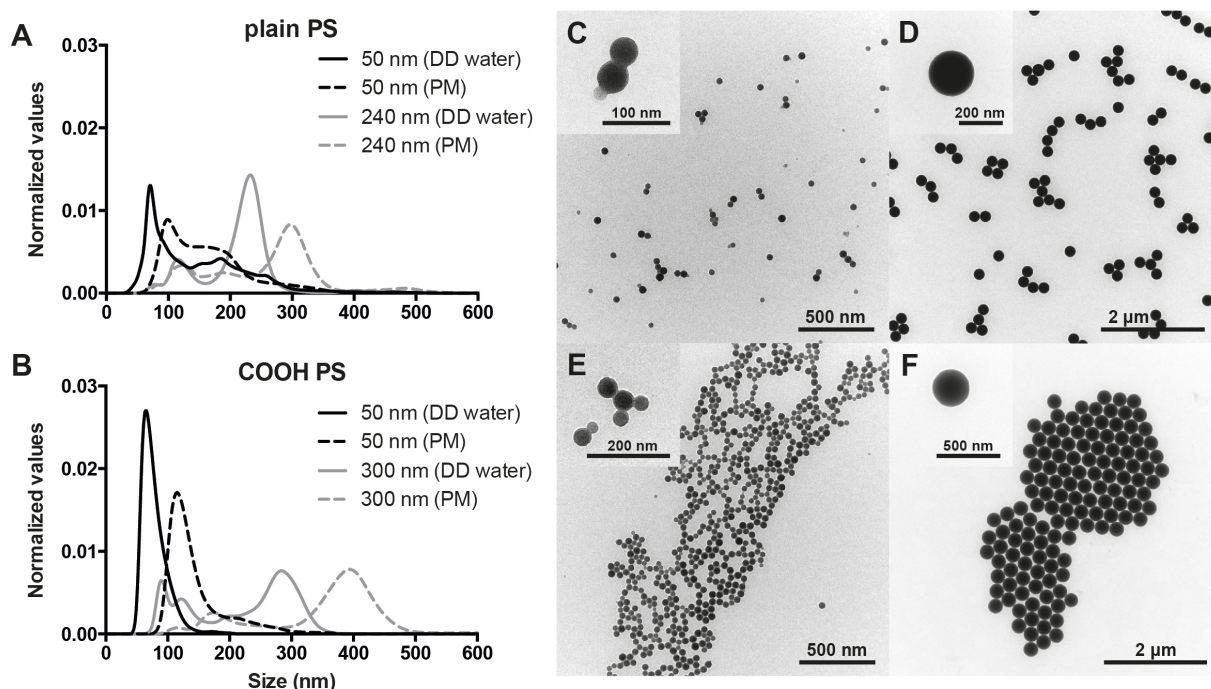 A
plain PS
0.03
0.02
0.01
0.00
Normalized values
50 nm (DD water)
50 nm (PM)
240 nm (DD water)
240 nm (PM)
0 100 200 300 400 500 600
B
COOH PS
0.03
0.02
0.01
0.00
Normalized values
50 nm (DD water)
50 nm (PM)
300 nm (DD water)
300 nm (PM)
0 100 200 300 400 500 600
Size (nm)
C
100 nm
500 nm
D
200 nm
2 µm
E
200 nm
500 nm
F
500 nm
2 µm